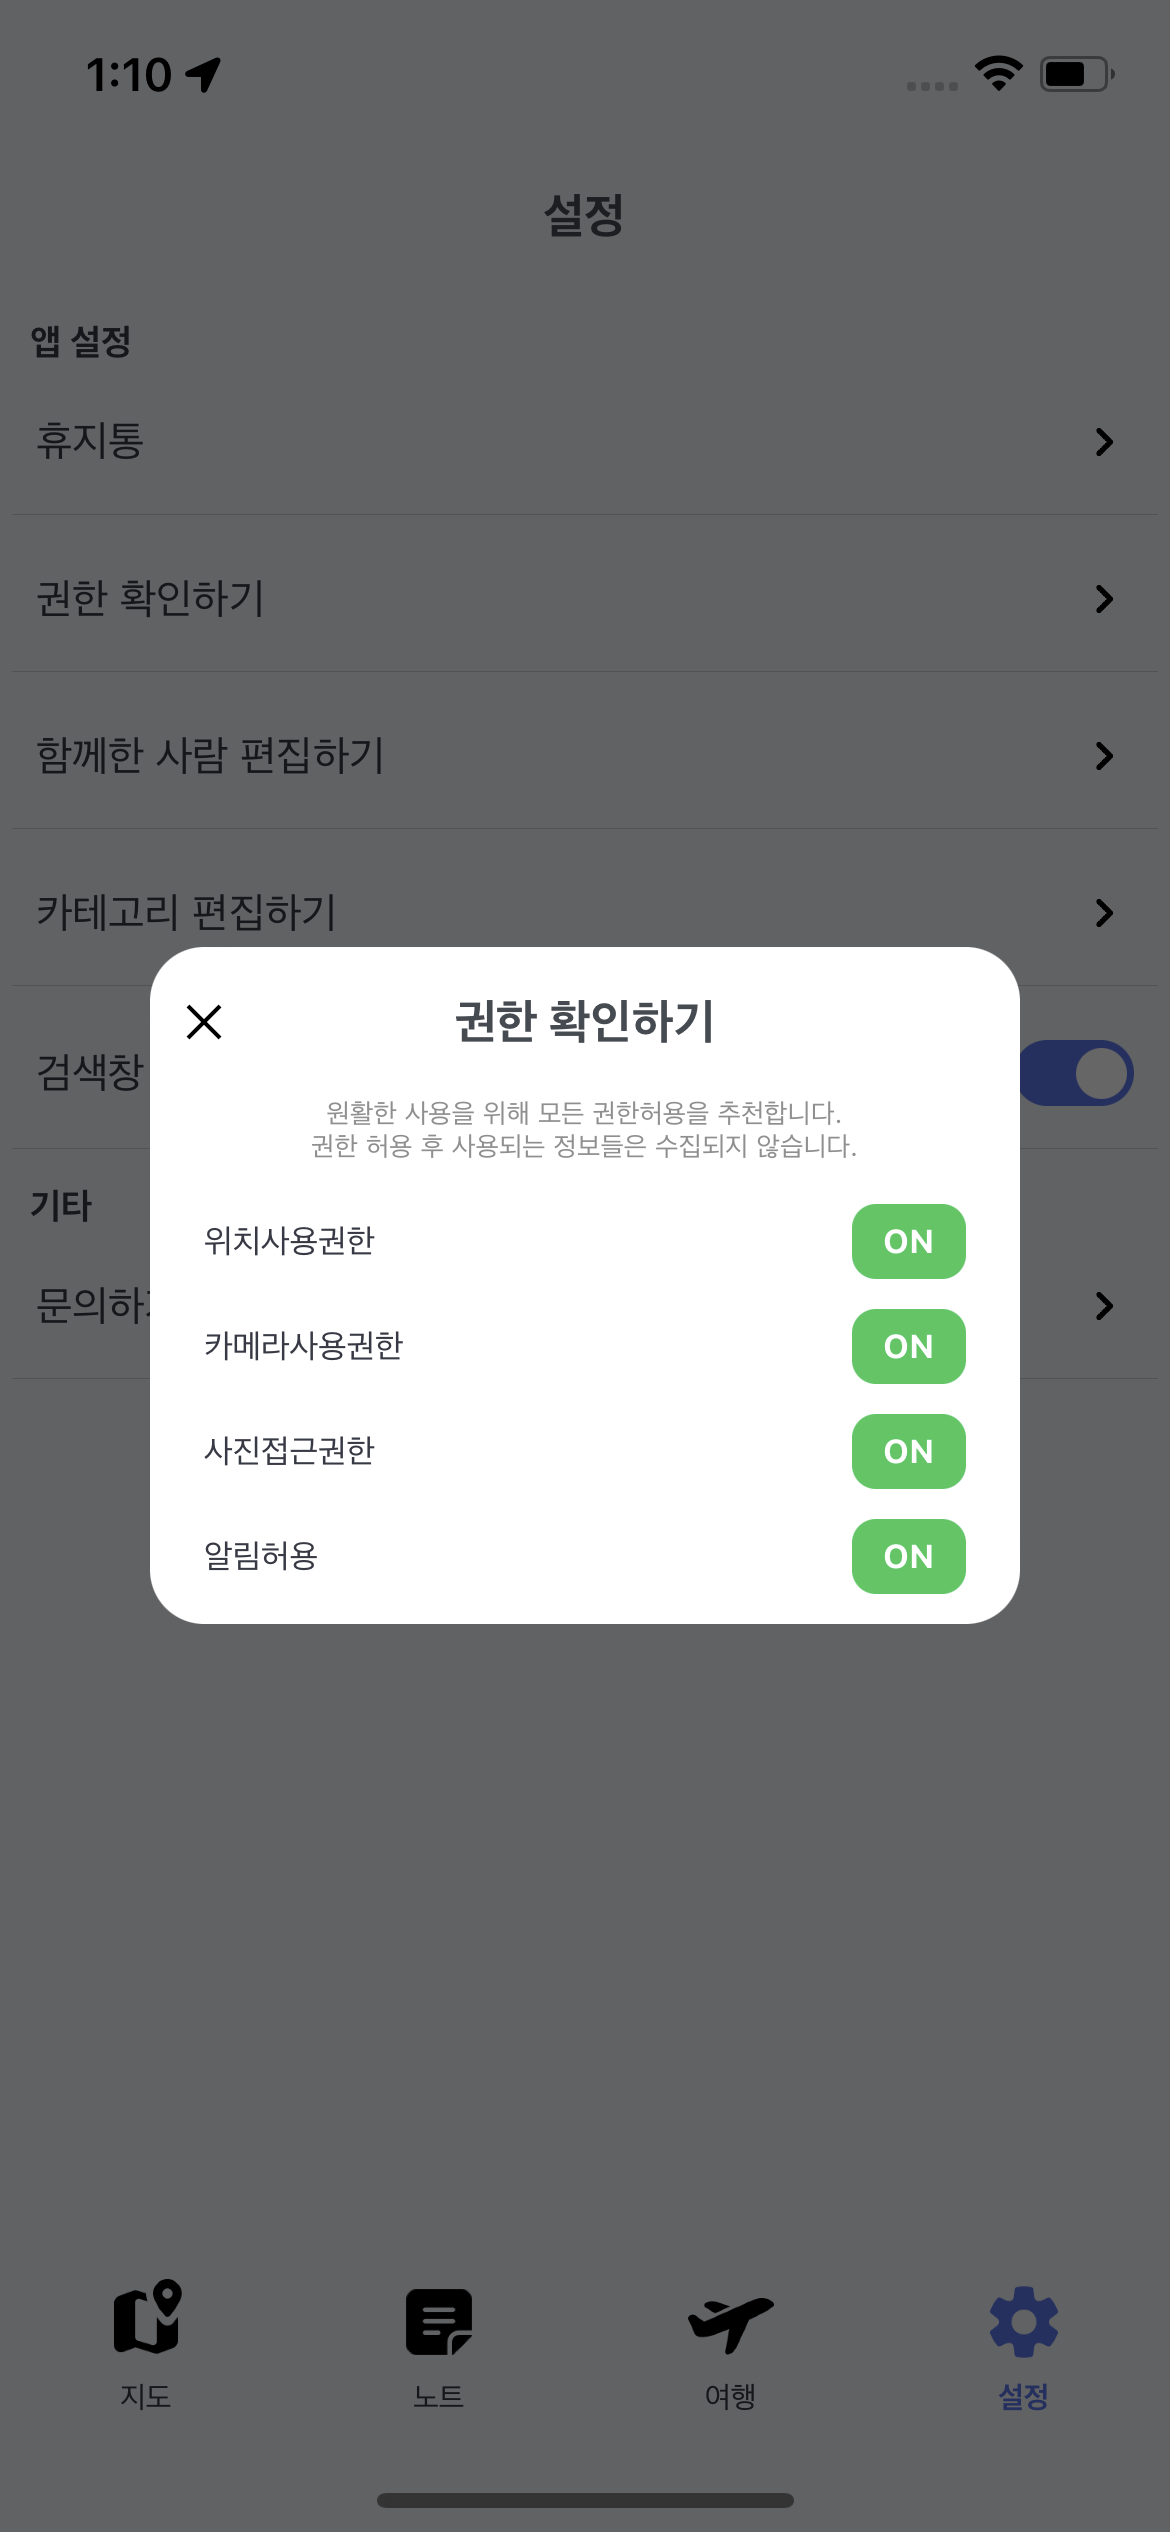 1:10
설정
앱 설정
휴지통
권한 확인하기
함께한 사람 편집하기
카테고리 편집하기
검색창
기타
문의하
권한 확인하기
원활한 사용을 위해 모든 권한허용을 추천합니다.
권한 허용 후 사용되는 정보들은 수집되지 않습니다.
위치사용권한 ON
카메라사용권한 ON
사진접근권한 ON
알림허용 ON
지도
노트
여행
설정